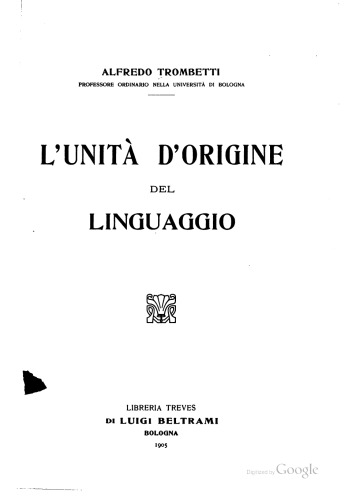 ALFREDO TROMBETTI
PROFESSORE ORDINARIO NELLA UNIVERSITÀ DI BOLOGNA
L'UNITÀ D'ORIGINE
DEL
LINGUAGGIO
LIBRERIA TREVES
DI LUIGI BELTRAMI
BOLOGNA
1905
Digitized by Google